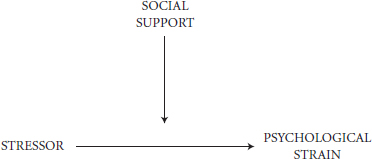 SOCIAL
SUPPORT
STRESSOR
PSYCHOLOGICAL
STRAIN